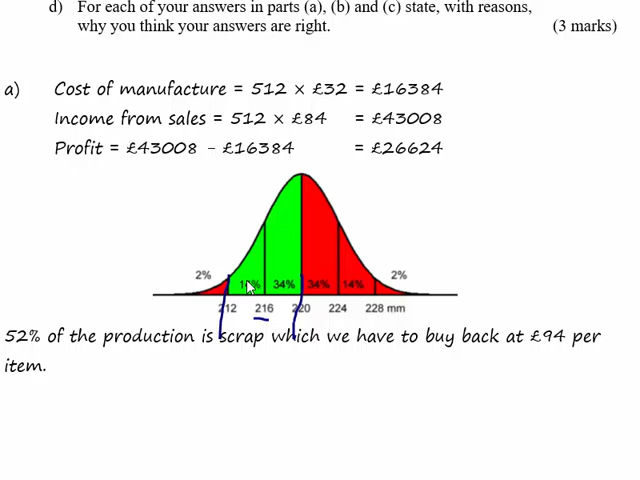 d) For each of your answers in parts (a), (b) and (c) state, with reasons,
why you think your answers are right. (3 marks)
a) Cost of manufacture = 512 × £32 = £16384
Income from sales = 512 × £84 = £43008
Profit = £43008 - £16384 = £26624
2% 2%
34% 34% 14%
212 216 220 224 228 mm
52% of the production is scrap which we have to buy back at £94 per
item.